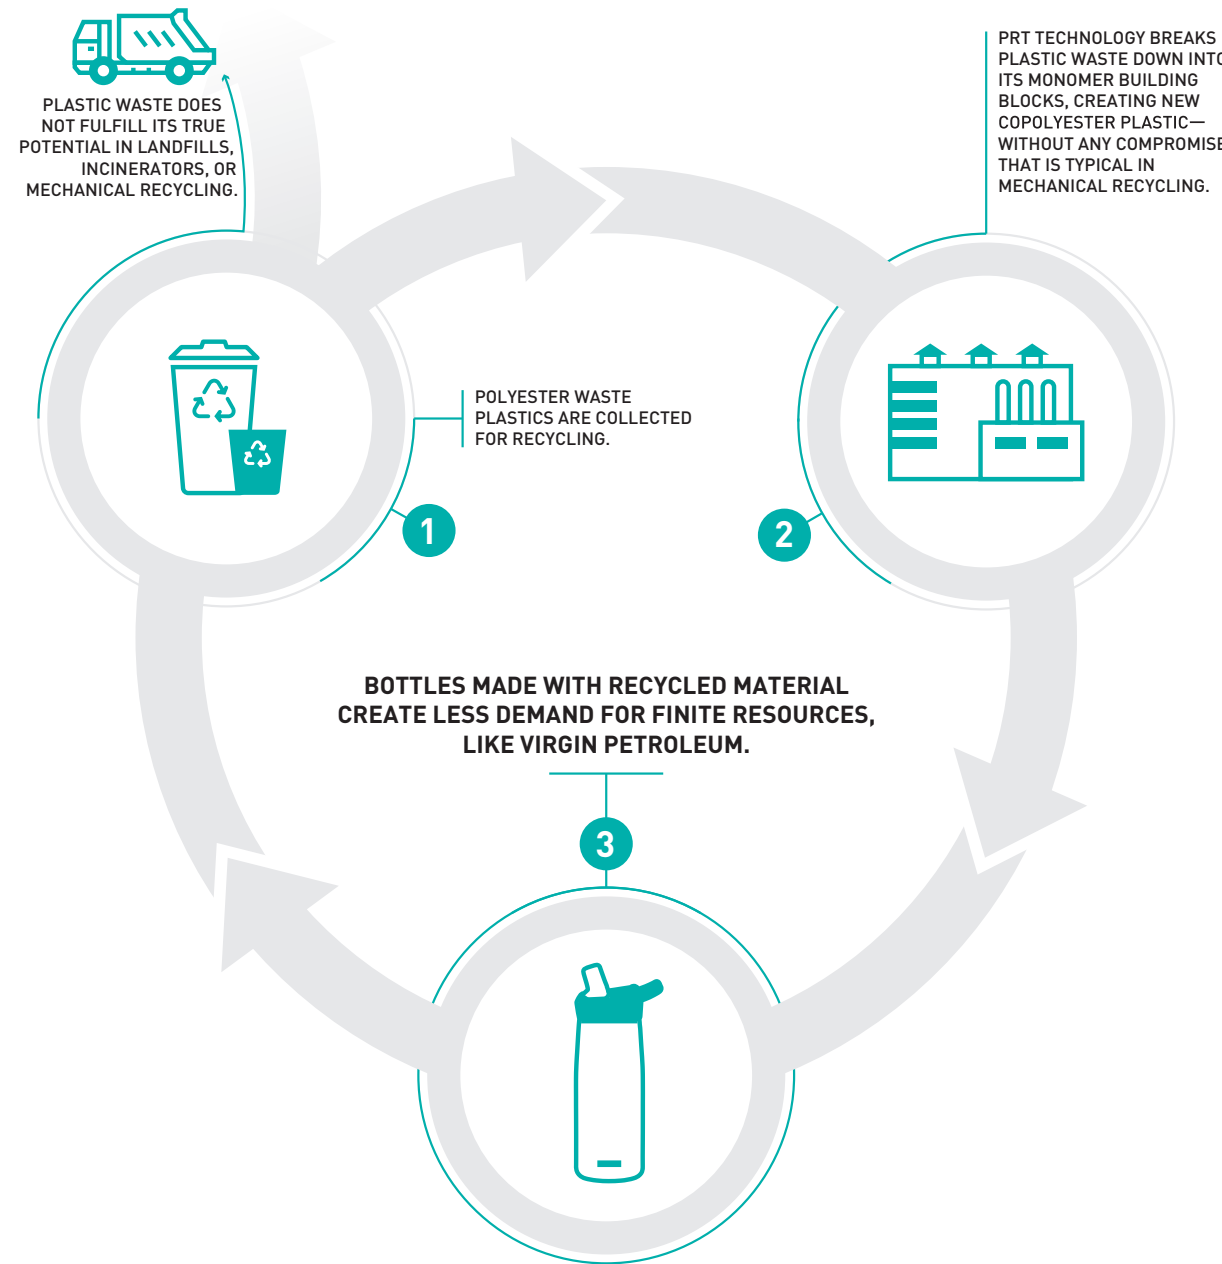 PLASTIC WASTE DOES
NOT FULFILL ITS TRUE
POTENTIAL IN LANDFILLS,
INCINERATORS, OR
MECHANICAL RECYCLING.
PRT TECHNOLOGY BREAKS
PLASTIC WASTE DOWN INTO
ITS MONOMER BUILDING
BLOCKS, CREATING NEW
COPOLYESTER PLASTIC—
WITHOUT ANY COMPROMISE
THAT IS TYPICAL IN
MECHANICAL RECYCLING.
POLYESTER WASTE
PLASTICS ARE COLLECTED
FOR RECYCLING.
1
2
BOTTLES MADE WITH RECYCLED MATERIAL
CREATE LESS DEMAND FOR FINITE RESOURCES,
LIKE VIRGIN PETROLEUM.
3